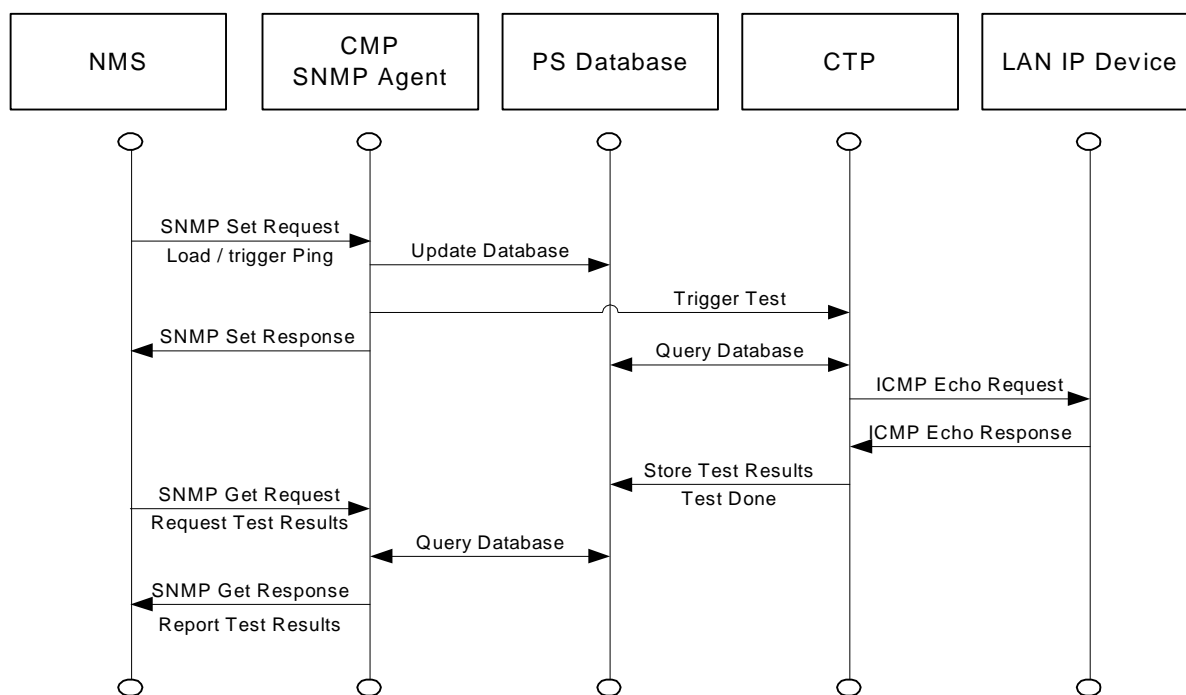 NMS
CMP
SNMP Agent
PS Database
CTP
LAN IP Device
SNMP Set Request
Load / trigger Ping
Update Database
Trigger Test
SNMP Set Response
Query Database
ICMP Echo Request
ICMP Echo Response
Store Test Results
Test Done
SNMP Get Request
Request Test Results
Query Database
SNMP Get Response
Report Test Results